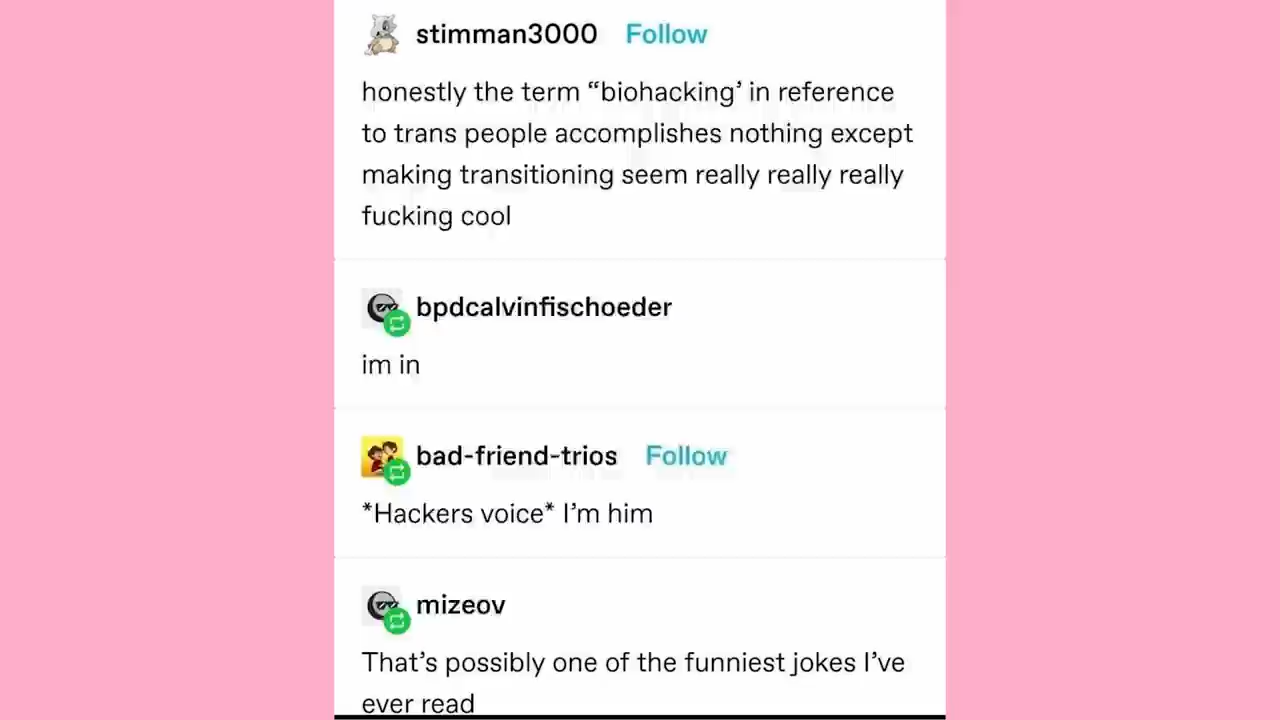 stimman3000 Follow
honestly the term “biohacking’ in reference
to trans people accomplishes nothing except
making transitioning seem really really really
fucking cool
bpdcalvinfischoeder
im in
bad-friend-trios Follow
*Hackers voice* I’m him
mizeov
That’s possibly one of the funniest jokes I’ve
ever read